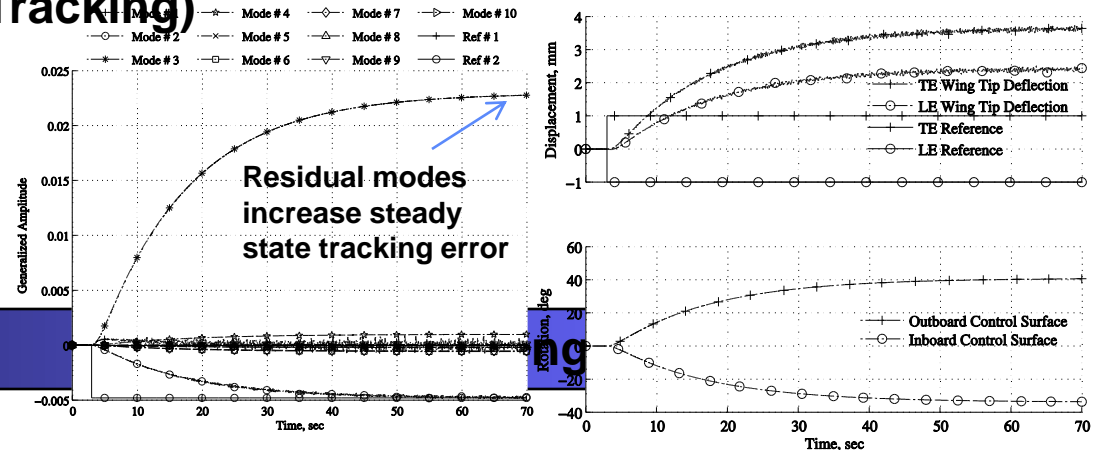 Tracking)
Mode # 1
Mode # 4
Mode # 7
Mode # 10
Mode # 2
Mode # 5
Mode # 8
Ref # 1
Mode # 3
Mode # 6
Mode # 9
Ref # 2
0.025
0.02
0.015
0.01
0.005
0
−0.005
Generalized Amplitude
0 10 20 30 40 50 60 70
Time, sec
Residual modes
increase steady
state tracking error
4
3
2
1
0
−1
Displacement, mm
TE Wing Tip Deflection
LE Wing Tip Deflection
TE Reference
LE Reference
60
40
20
0
−20
−40
Rotation, deg
ng
Outboard Control Surface
Inboard Control Surface
0 10 20 30 40 50 60 70
Time, sec